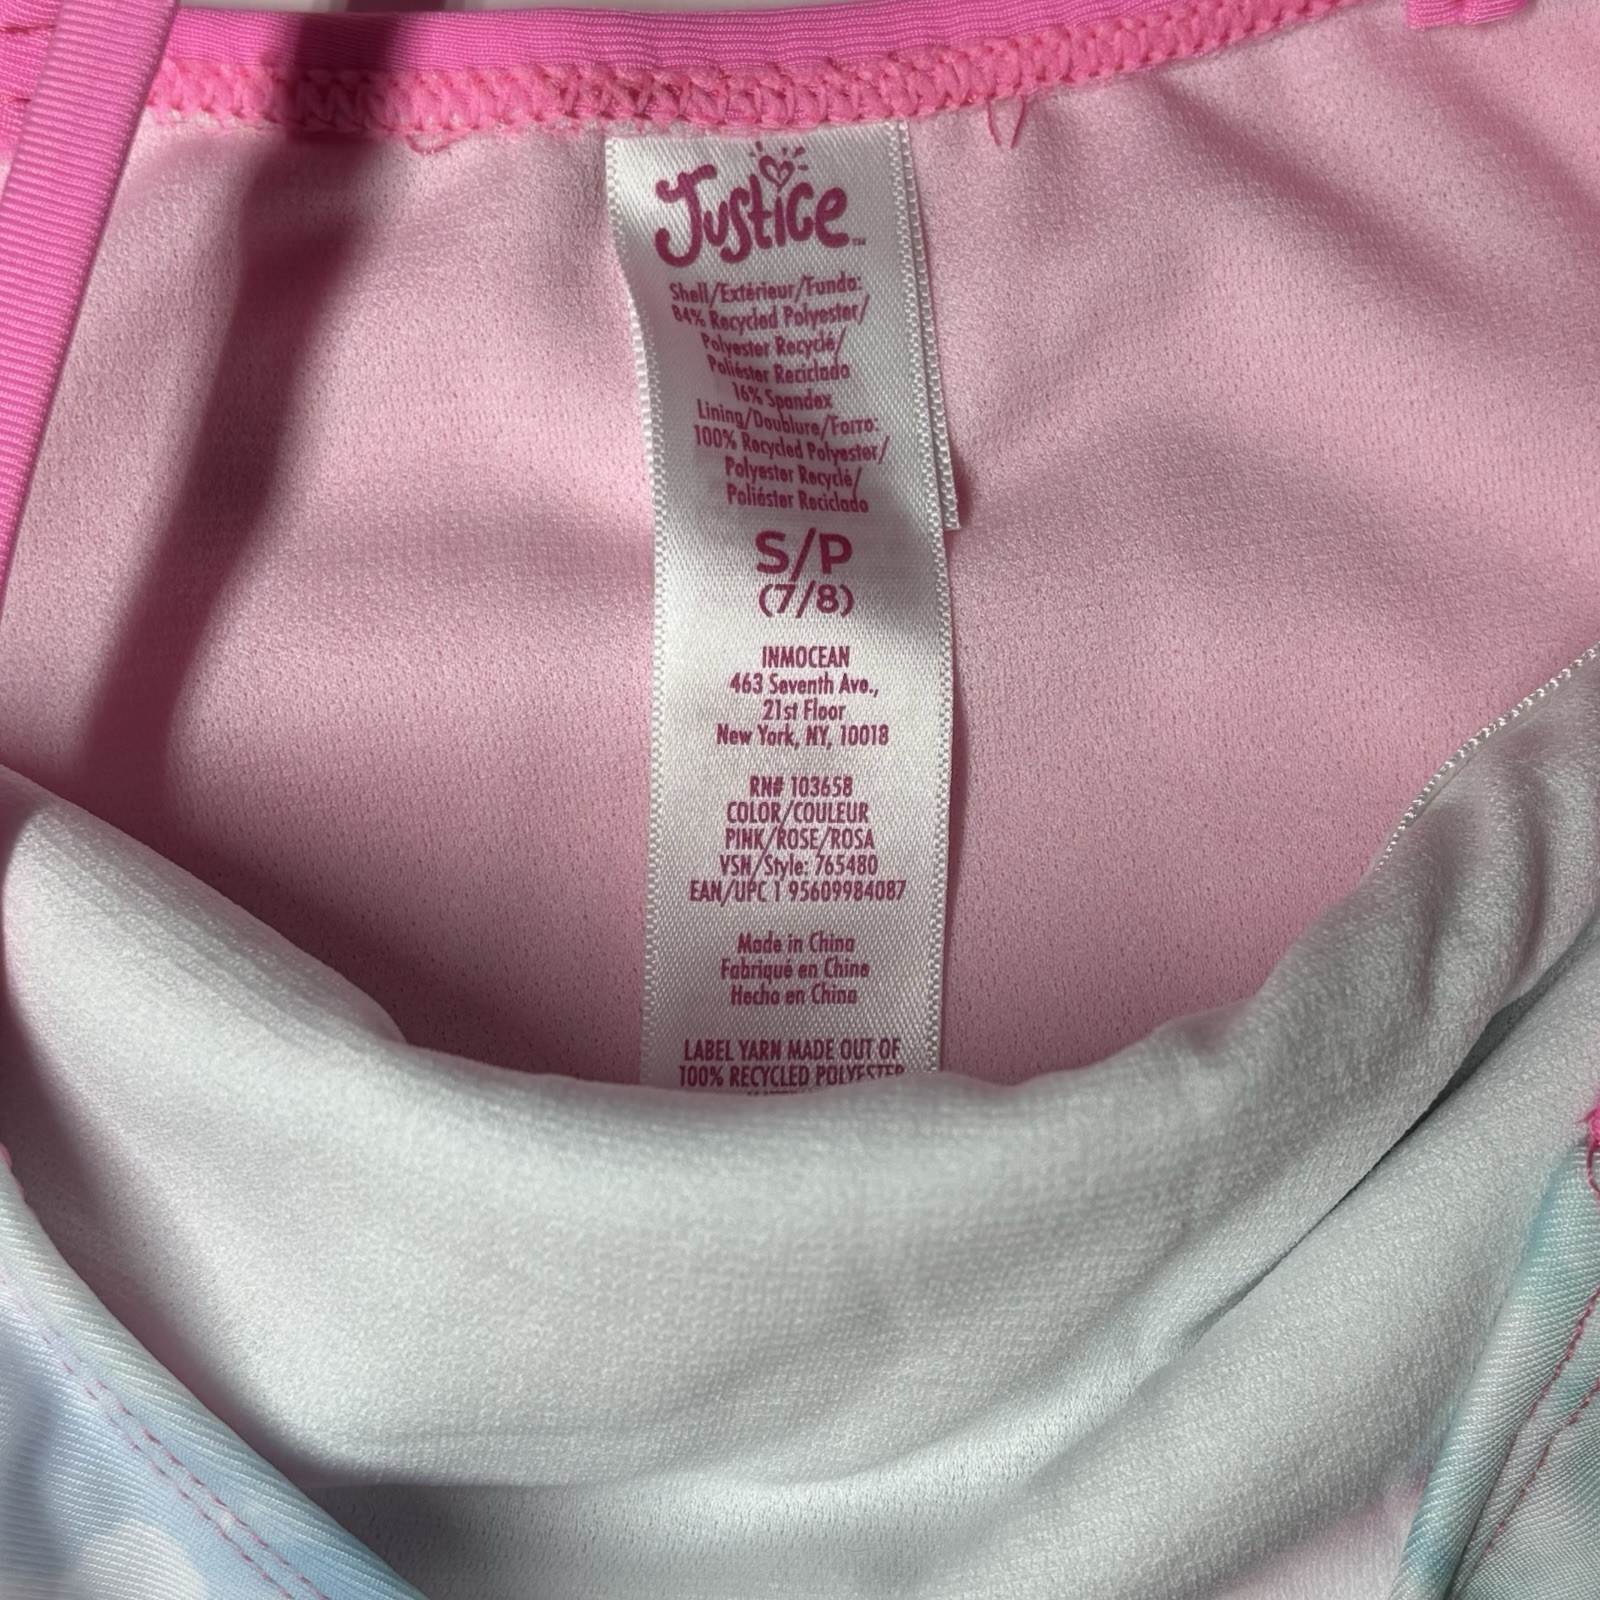 Justice™
Shell/Extérieur/Fundo:
84% Recycled Polyester/
Polyester Recyclé/
Poliéster Reciclado
16% Spandex
Lining/Doublure/Forro:
100% Recycled Polyester/
Polyester Recyclé/
Poliéster Reciclado
S/P
(7/8)
INMOCEAN
463 Seventh Ave.,
21st Floor
New York, NY, 10018
RN# 103658
COLOR/COULEUR
PINK/ROSE/ROSA
VSN/Style: 765480
EAN/UPC 1 95609984087
Made in China
Fabriqué en Chine
Hecho en China
LABEL YARN MADE OUT OF
100% RECYCLED POLYESTER